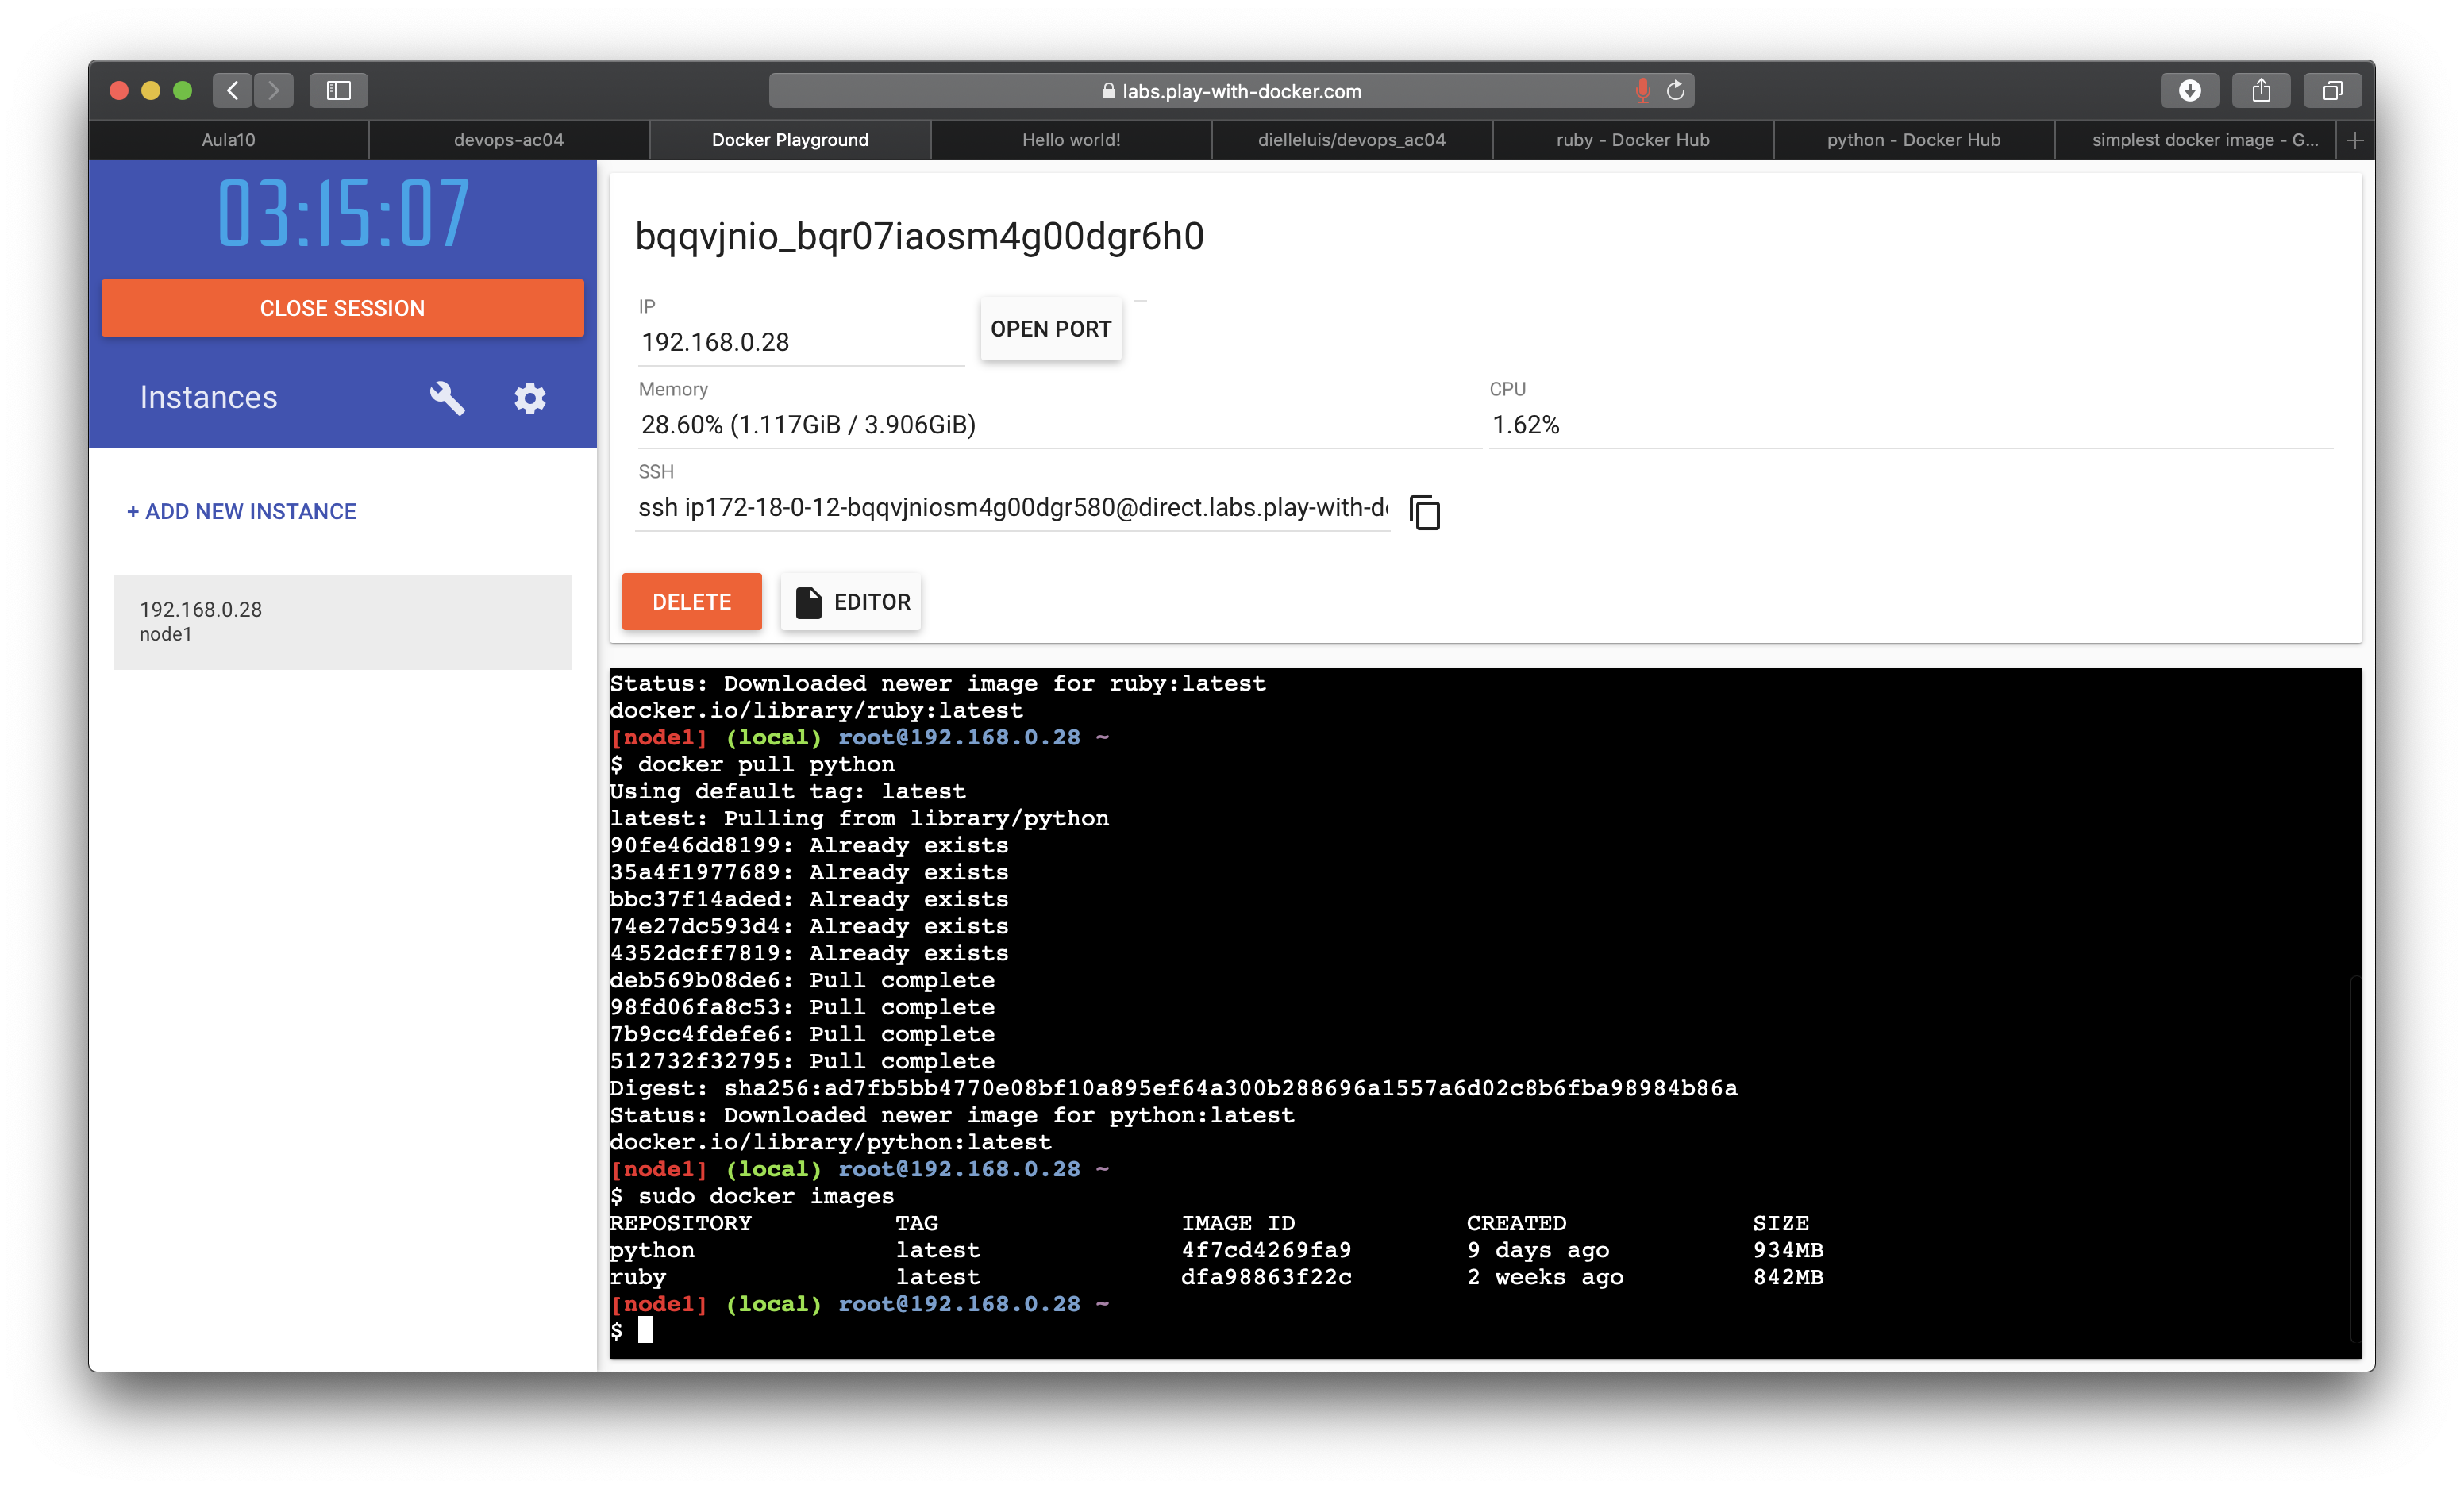 labs.play-with-docker.com
Aula10
devops-ac04
Docker Playground
Hello world!
dielleluis/devops_ac04
ruby - Docker Hub
python - Docker Hub
simplest docker image - G...
03:15:07
CLOSE SESSION
Instances
+ ADD NEW INSTANCE
192.168.0.28
node1
bqqvjnio_bqr07iaosm4g00dgr6h0
IP
192.168.0.28
OPEN PORT
Memory
28.60% (1.117GiB / 3.906GiB)
CPU
1.62%
SSH
ssh ip172-18-0-12-bqqvjniosm4g00dgr580@direct.labs.play-with-d
DELETE
EDITOR
Status: Downloaded newer image for ruby:latest
docker.io/library/ruby:latest
[node1] (local) root@192.168.0.28 ~
$ docker pull python
Using default tag: latest
latest: Pulling from library/python
90fe46dd8199: Already exists
35a4f1977689: Already exists
bbc37f14aded: Already exists
74e27dc593d4: Already exists
4352dcff7819: Already exists
deb569b08de6: Pull complete
98fd06fa8c53: Pull complete
7b9cc4fdefe6: Pull complete
512732f32795: Pull complete
Digest: sha256:ad7fb5bb4770e08bf10a895ef64a300b288696a1557a6d02c8b6fba98984b86a
Status: Downloaded newer image for python:latest
docker.io/library/python:latest
[node1] (local) root@192.168.0.28 ~
$ sudo docker images
REPOSITORY TAG IMAGE ID CREATED SIZE
python latest 4f7cd4269fa9 9 days ago 934MB
ruby latest dfa98863f22c 2 weeks ago 842MB
[node1] (local) root@192.168.0.28 ~
$